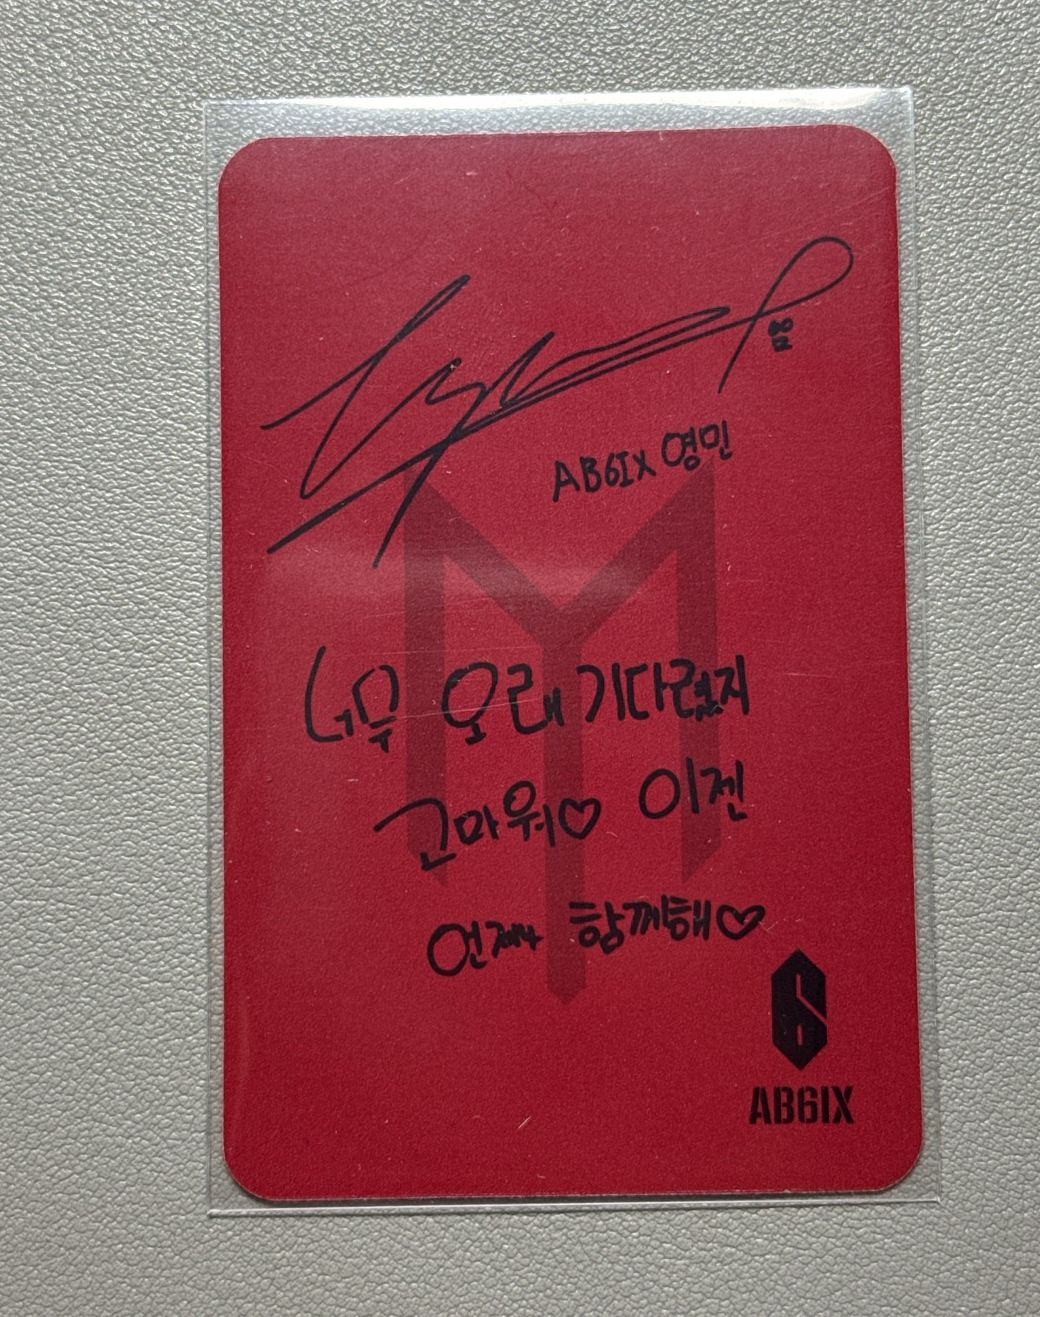 AB6IX 영민
너무 오래 기다렸지
고마워♡ 이젠
언제나 함께해♡
6
AB6IX